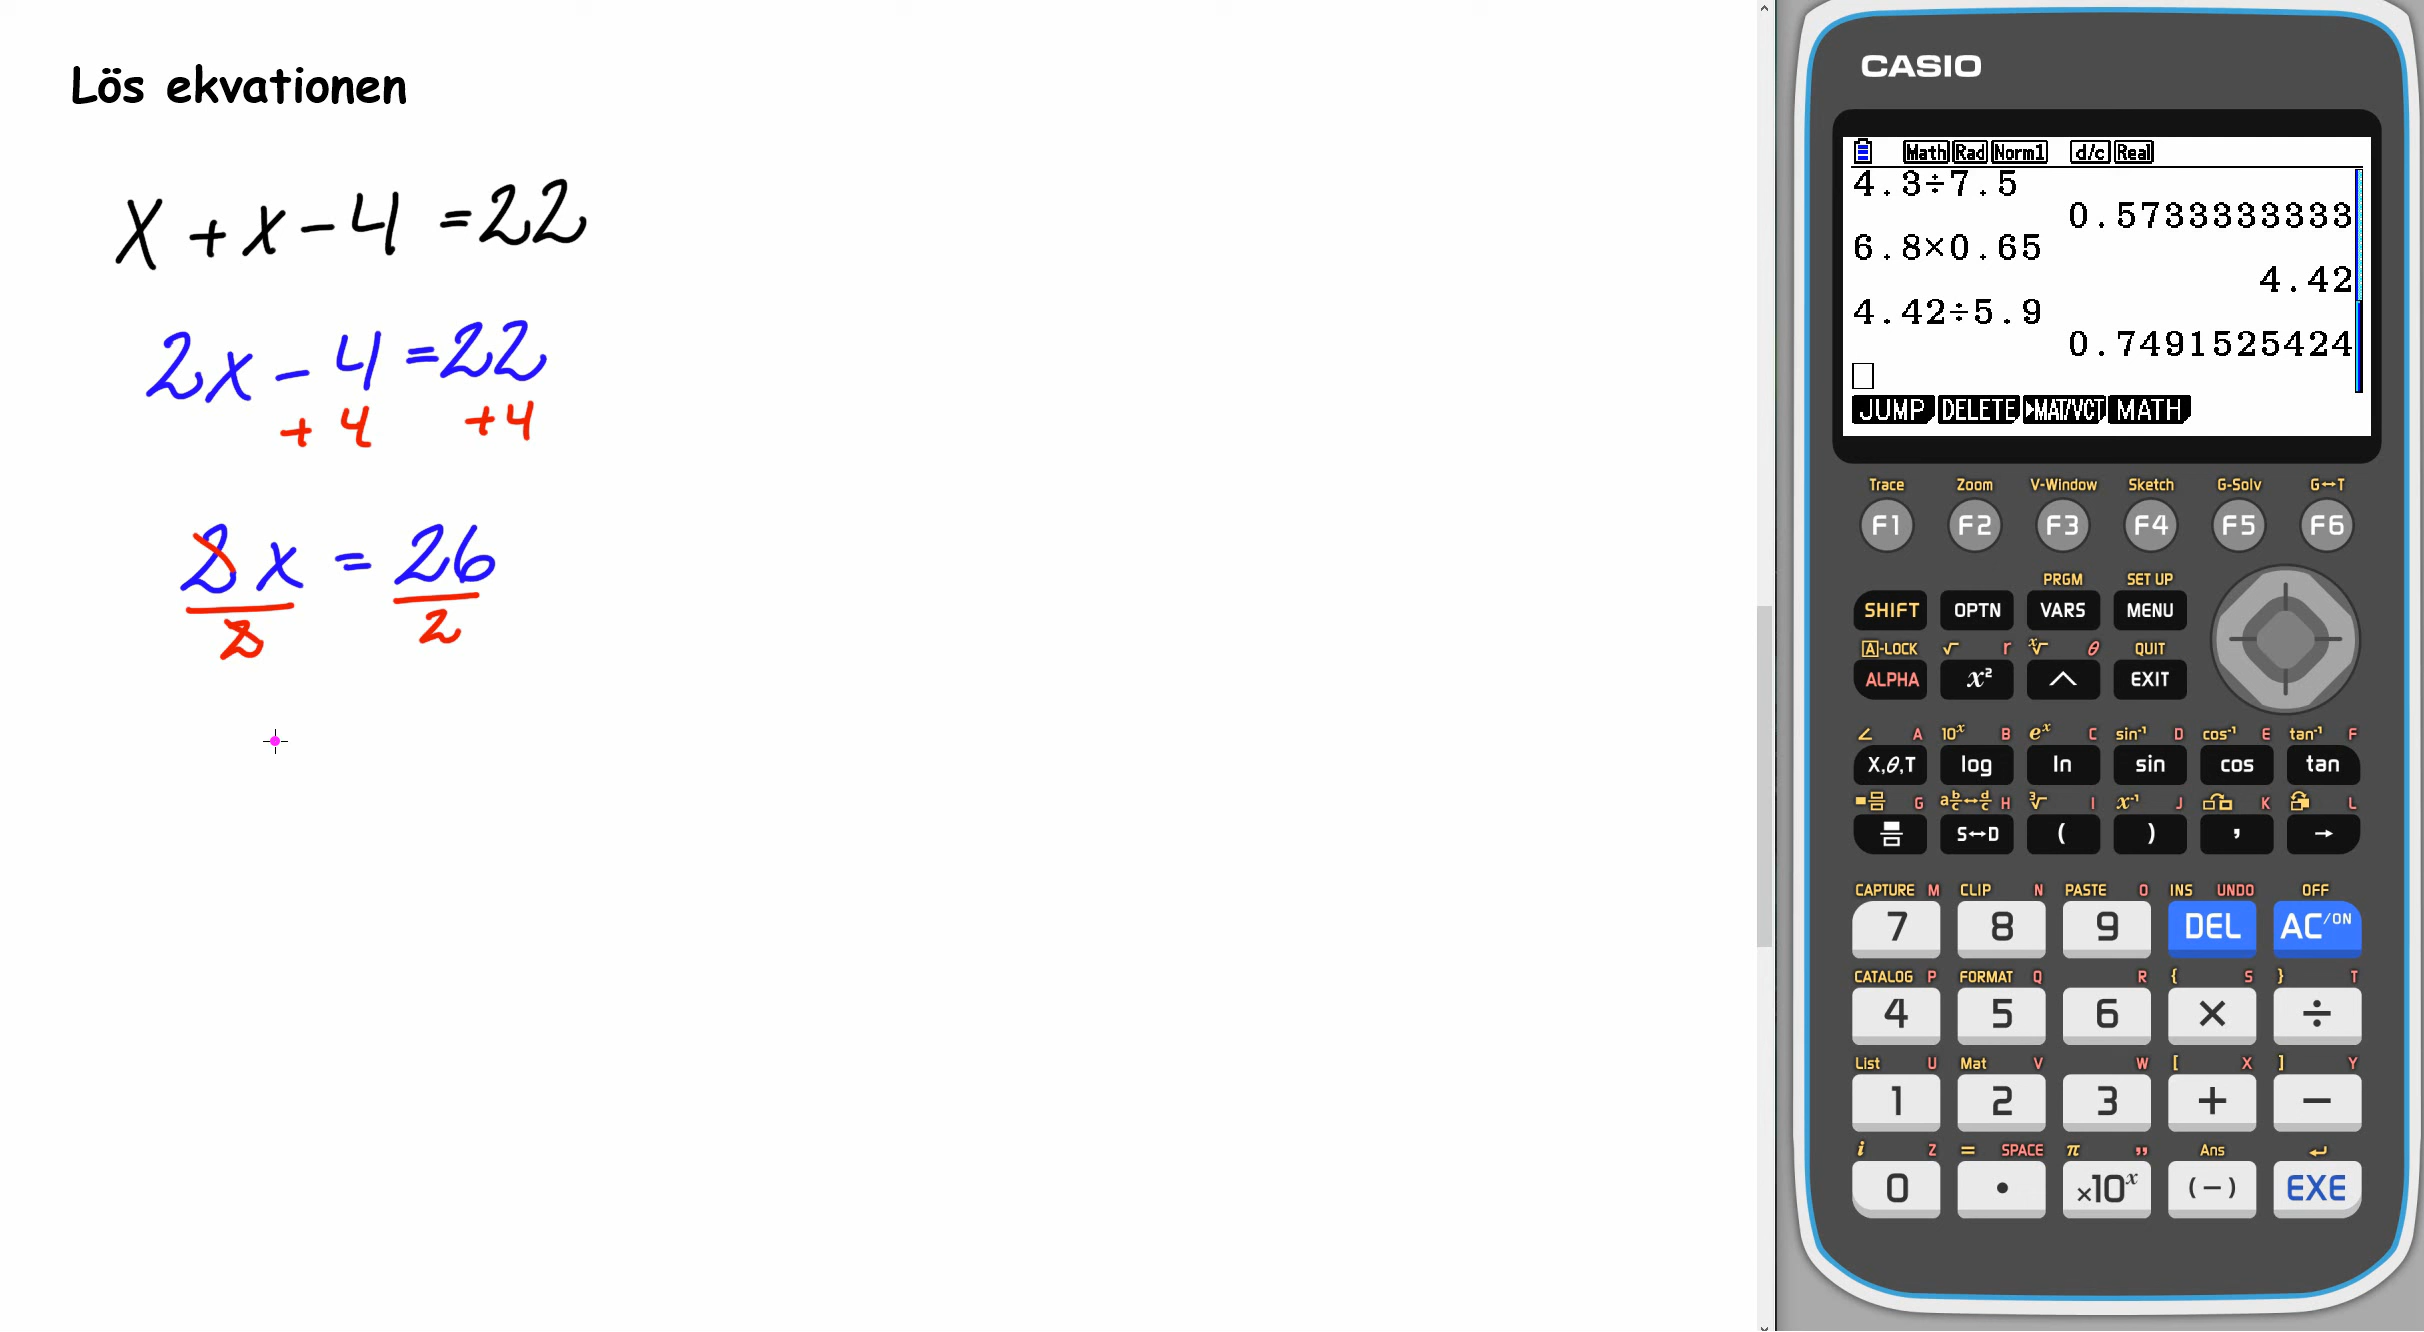 Lös ekvationen
x + x - 4 = 22
2x - 4 = 22
+ 4 +4
2x = 26
2 2
CASIO
Math Rad Norm1 d/c Real
4.3÷7.5
0.5733333333
6.8×0.65
4.42
4.42÷5.9
0.7491525424
JUMP DELETE ▶MAT/VCT MATH
Trace Zoom V-Window Sketch G-Solv G↔T
F1 F2 F3 F4 F5 F6
PRGM SET UP
SHIFT OPTN VARS MENU
A-LOCK √ r ˣ√ θ QUIT
ALPHA x² ^ EXIT
∠ A 10ˣ B eˣ C sin⁻¹ D cos⁻¹ E tan⁻¹ F
X,θ,T log ln sin cos tan
G a b/c↔d/c H ³√ I x⁻¹ J K L
S↔D ( ) , →
CAPTURE M CLIP N PASTE O INS UNDO OFF
7 8 9 DEL AC/ON
CATALOG P FORMAT Q R { S } T
4 5 6 × ÷
List U Mat V W [ X ] Y
1 2 3 + −
i Z = SPACE π " Ans ↵
0 • ×10ˣ (−) EXE